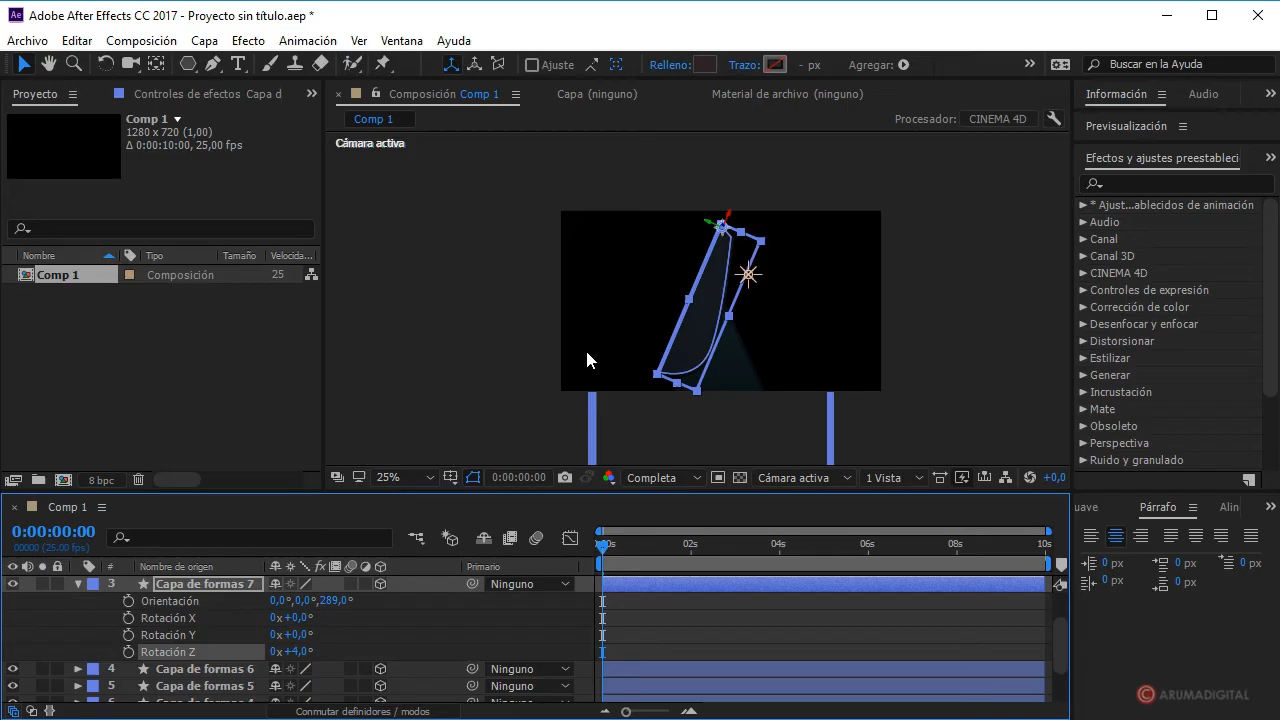 Ae Adobe After Effects CC 2017 - Proyecto sin título.aep *
Archivo Editar Composición Capa Efecto Animación Ver Ventana Ayuda
Ajuste Relleno: Trazo: - px Agregar: Buscar en la Ayuda
Proyecto Controles de efectos Capa d Composición Comp 1 Capa (ninguno) Material de archivo (ninguno) Información Audio
Comp 1 Comp 1 Procesador: CINEMA 4D Previsualización
1280 x 720 (1,00)
Δ 0:00:10:00, 25,00 fps
Cámara activa
Efectos y ajustes preestableci
* Ajust...ablecidos de animación
Audio
Canal
Canal 3D
Nombre Tipo Tamaño Velocida...
Comp 1 Composición 25
CINEMA 4D
Controles de expresión
Corrección de color
Desenfocar y enfocar
Distorsionar
Estilizar
Generar
Incrustación
Mate
Obsoleto
Perspectiva
Ruido y granulado
8 bpc 25% 0:00:00:00 Completa Cámara activa 1 Vista +0,0
Comp 1 uave Párrafo Alin
0:00:00:00
00000 (25.00 fps)
00s 02s 04s 06s 08s 10s
# Nombre de origen fx Primario
0 px 0 px 0 px
0 px 0 px
3 Capa de formas 7 Ninguno
Orientación 0,0°,0,0°,289,0°
Rotación X 0x+0,0°
Rotación Y 0x+0,0°
Rotación Z 0x+4,0°
4 Capa de formas 6 Ninguno
5 Capa de formas 5 Ninguno
Conmutar definidores / modos
© ARUMADIGITAL